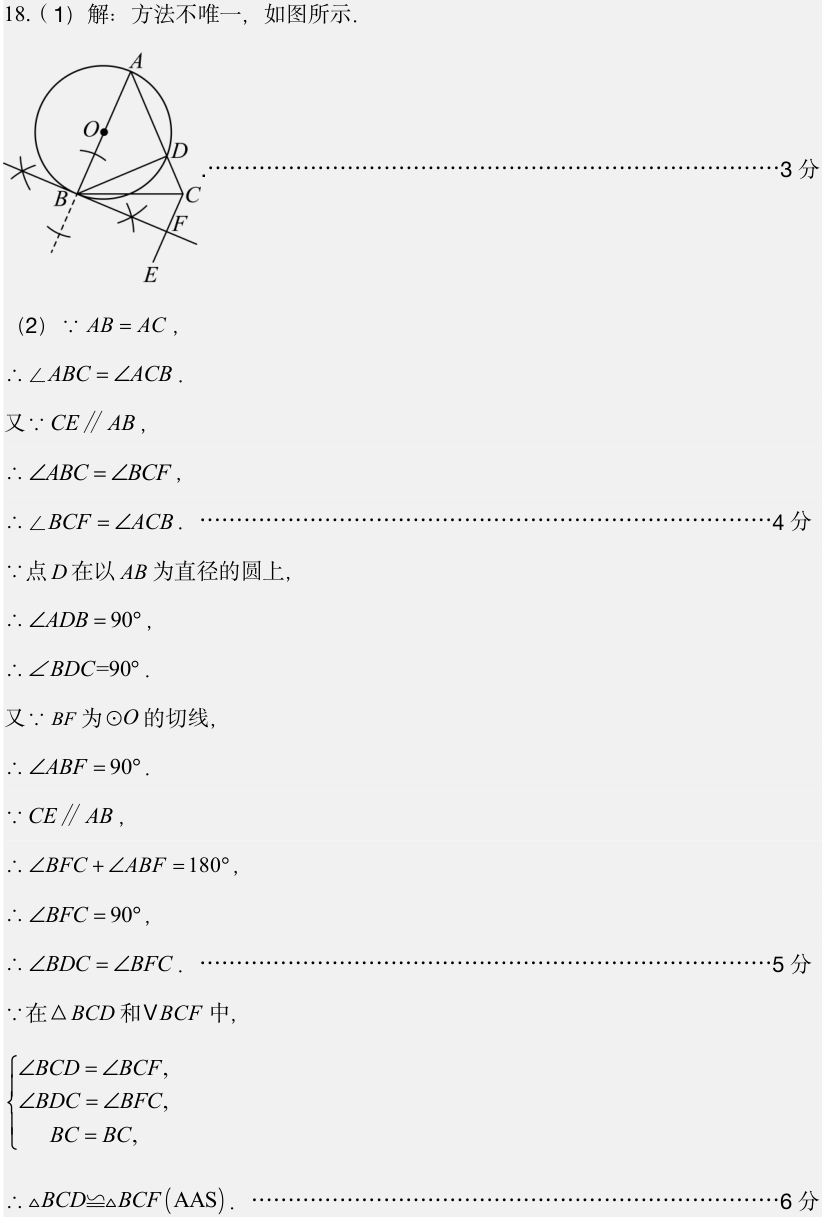 18.（1）解：方法不唯一，如图所示.
A
O
D
.……………………………………………………………………3 分
B
C
F
E
（2）∵ AB = AC，
∴ ∠ABC = ∠ACB．
又∵ CE∥AB，
∴ ∠ABC = ∠BCF，
∴ ∠BCF = ∠ACB．……………………………………………………………………4 分
∵点 D 在以 AB 为直径的圆上，
∴ ∠ADB = 90°，
∴ ∠BDC=90°．
又∵ BF 为⊙O 的切线，
∴ ∠ABF = 90°．
∵ CE∥AB，
∴ ∠BFC + ∠ABF = 180°，
∴ ∠BFC = 90°，
∴ ∠BDC = ∠BFC．……………………………………………………………………5 分
∵在△BCD 和VBCF 中，
∠BCD = ∠BCF,
∠BDC = ∠BFC,
BC = BC,
∴ △BCD≌△BCF(AAS)．………………………………………………………………6 分